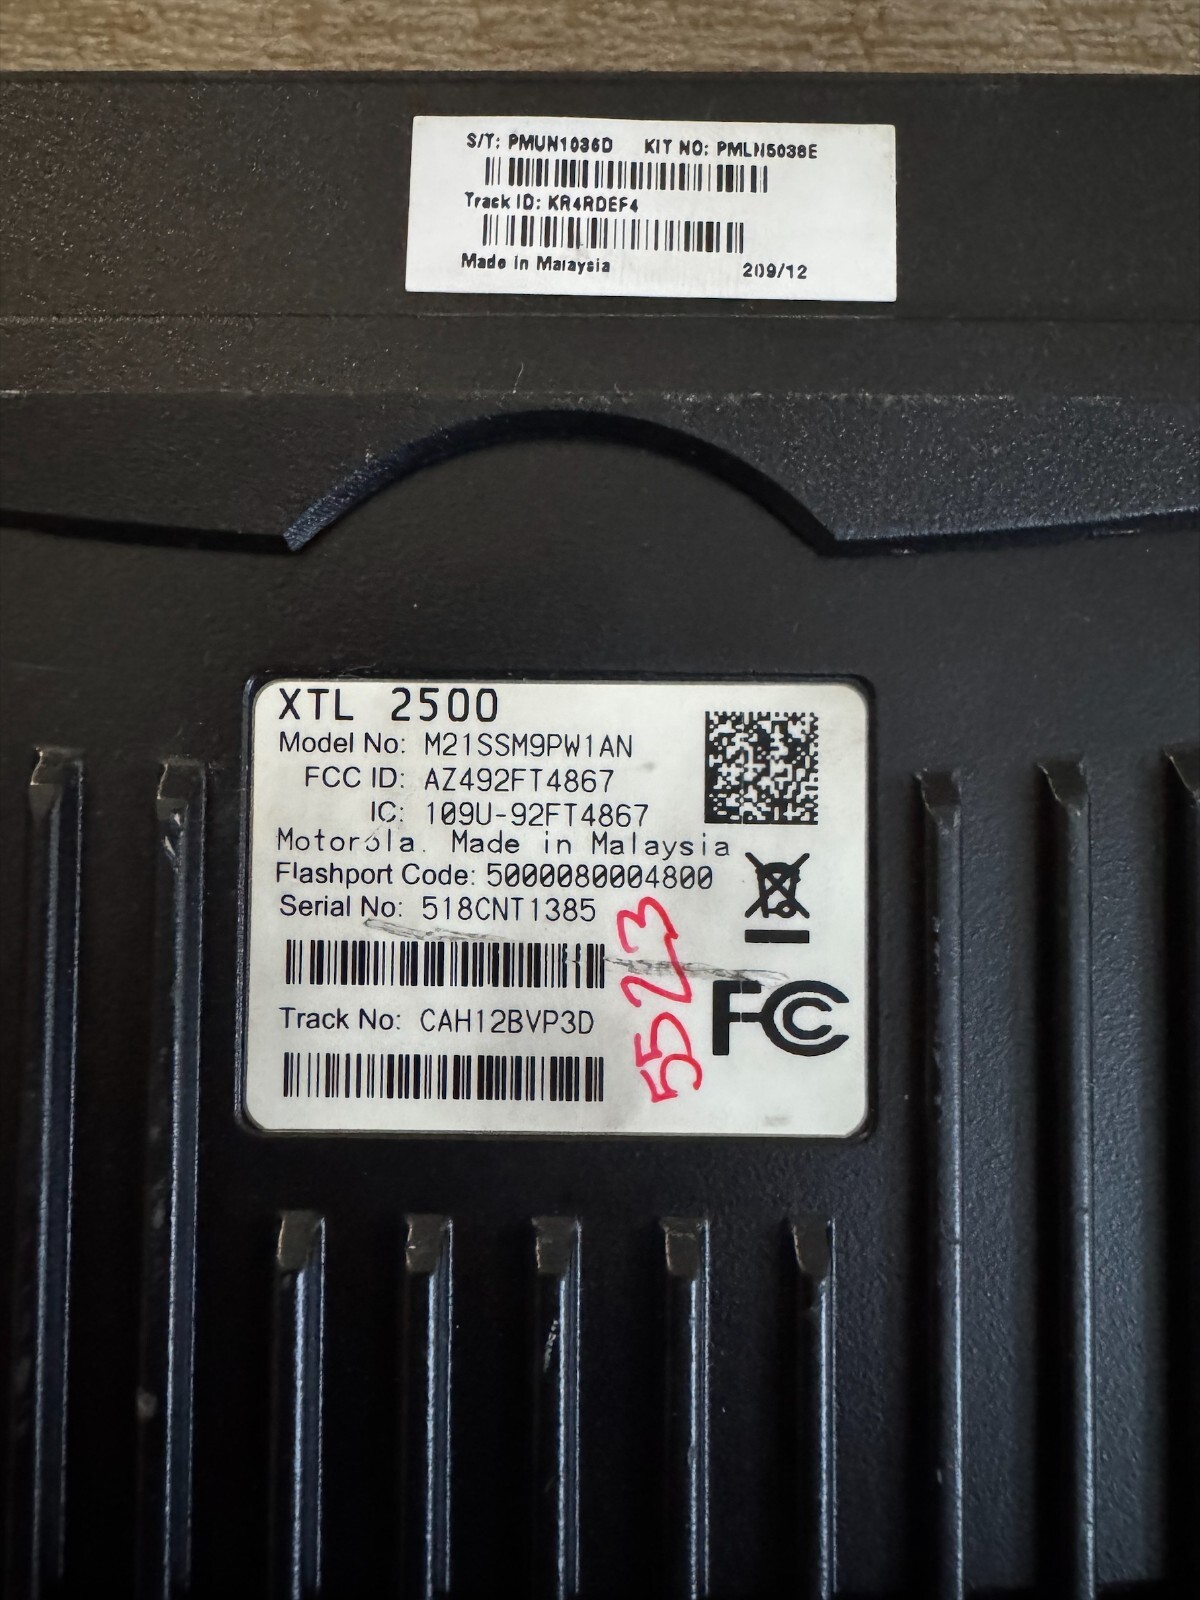 S/T: PMUN1036D KIT NO: PMLN5038E
Track ID: KR4RDEF4
Made in Malaysia 209/12
XTL 2500
Model No: M21SSM9PW1AN
FCC ID: AZ492FT4867
IC: 109U-92FT4867
Motorola. Made in Malaysia
Flashport Code: 5000080004800
Serial No: 518CNT1385
Track No: CAH12BVP3D
5523
FC